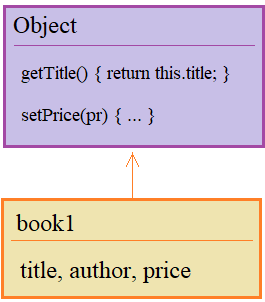 Object
getTitle() { return this.title; }
setPrice(pr) { ... }
book1
title, author, price